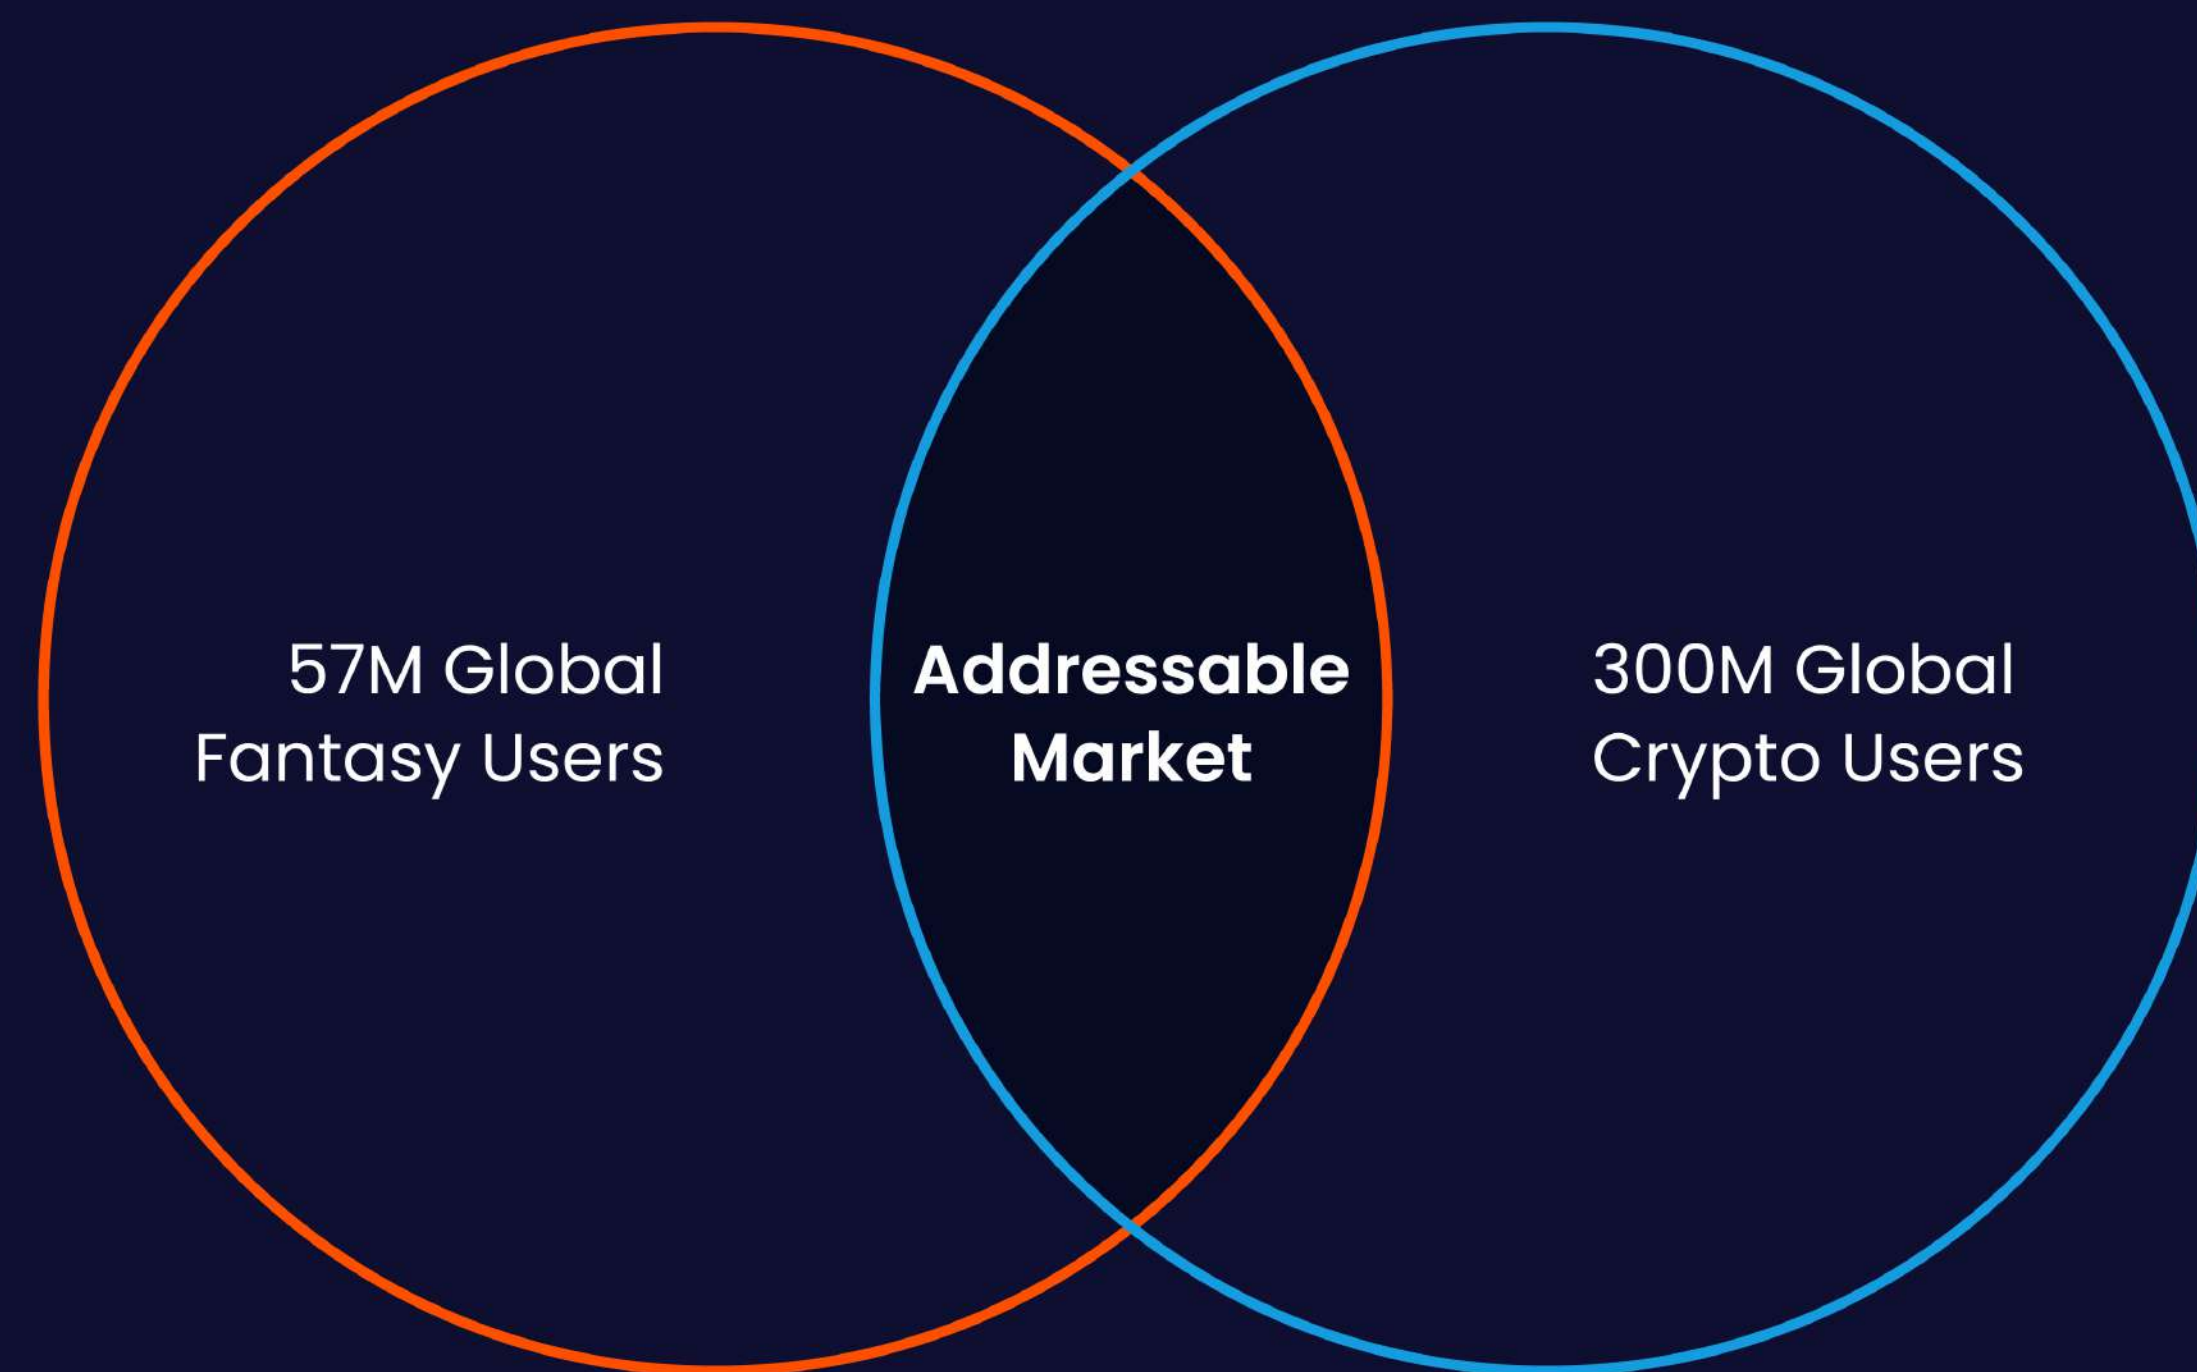 57M Global
Fantasy Users
Addressable
Market
300M Global
Crypto Users